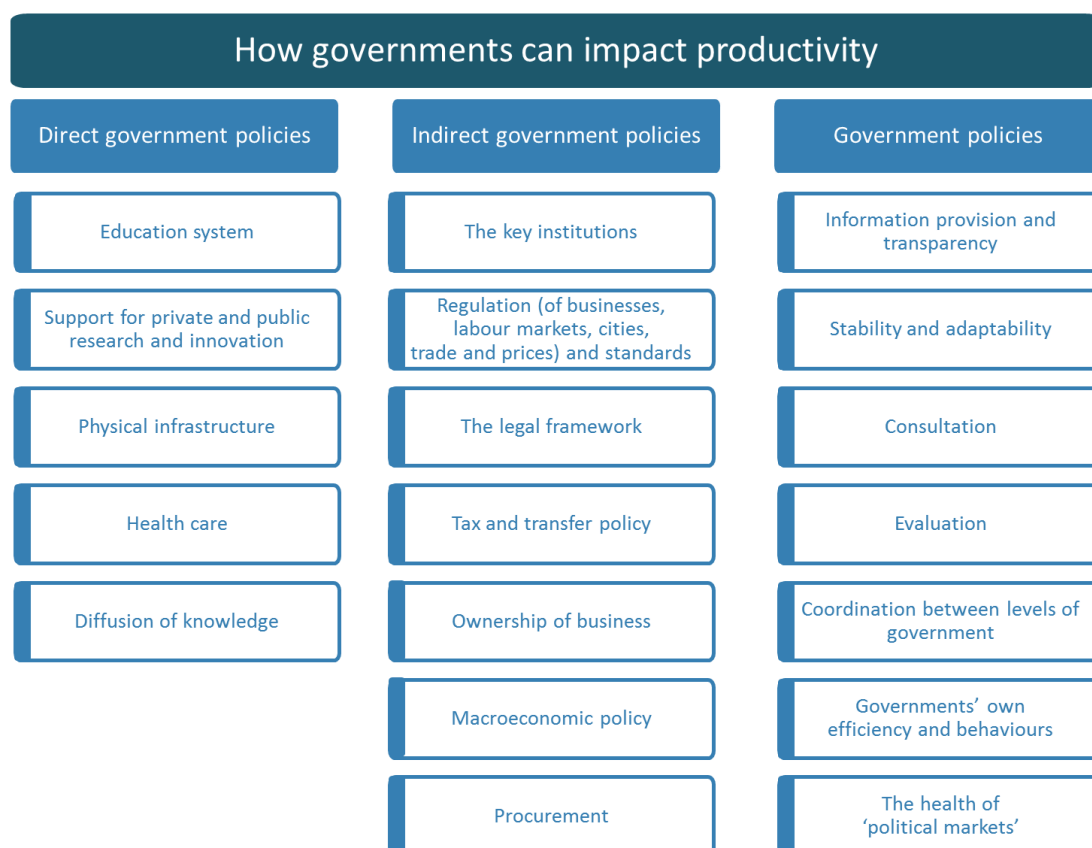 How governments can impact productivity
Direct government policies
Education system
Support for private and public
research and innovation
Physical infrastructure
Health care
Diffusion of knowledge
Indirect government policies
The key institutions
Regulation (of businesses,
labour markets, cities,
trade and prices) and standards
The legal framework
Tax and transfer policy
Ownership of business
Macroeconomic policy
Procurement
Government policies
Information provision and
transparency
Stability and adaptability
Consultation
Evaluation
Coordination between levels of
government
Governments’ own
efficiency and behaviours
The health of
‘political markets’